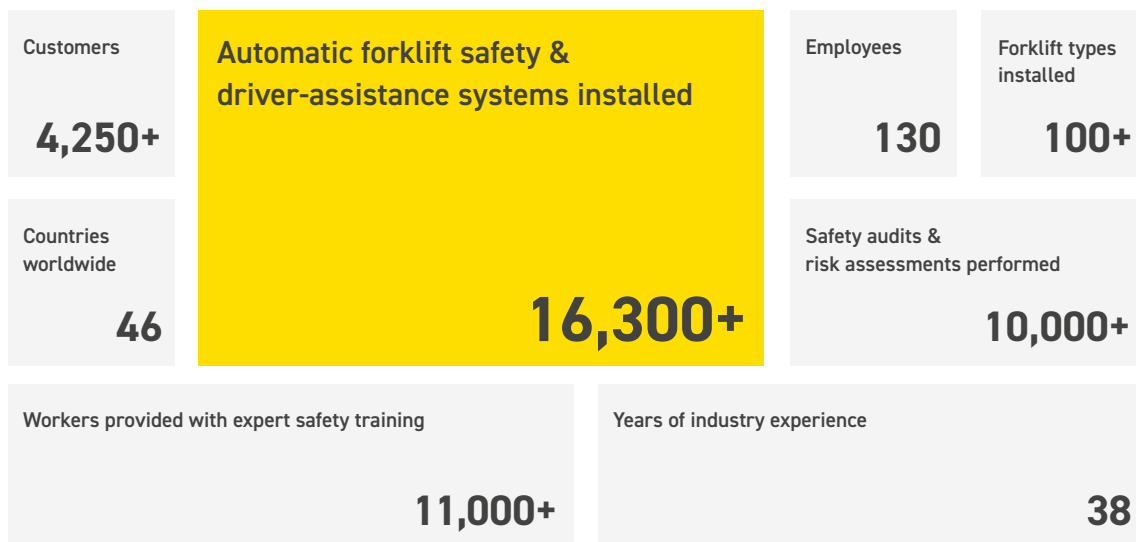 Customers
4,250+
Automatic forklift safety &
driver-assistance systems installed
16,300+
Employees
130
Forklift types
installed
100+
Countries
worldwide
46
Safety audits &
risk assessments performed
10,000+
Workers provided with expert safety training
11,000+
Years of industry experience
38